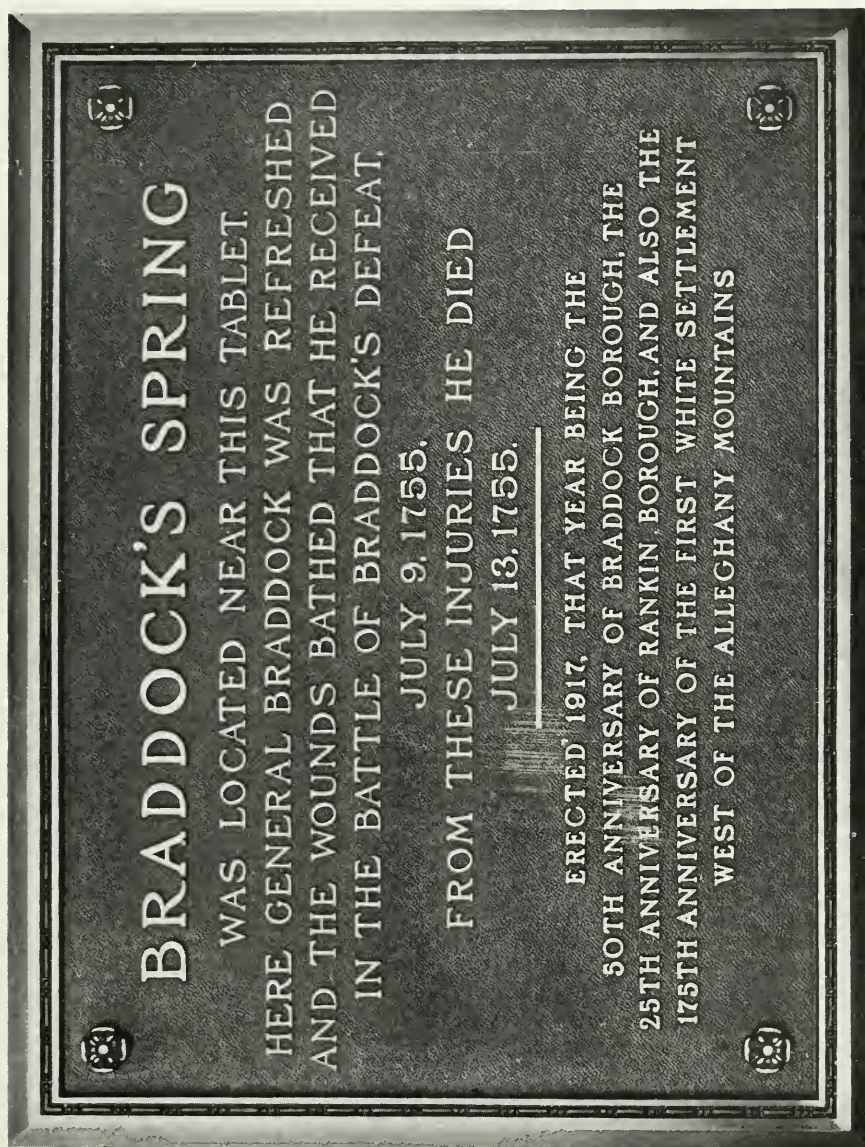 BRADDOCK'S SPRING
WAS LOCATED NEAR THIS TABLET.
HERE GENERAL BRADDOCK WAS REFRESHED
AND THE WOUNDS BATHED THAT HE RECEIVED
IN THE BATTLE OF BRADDOCK'S DEFEAT,
JULY 9.1755.
FROM THESE INJURIES HE DIED
JULY 13.1755.
ERECTED 1917, THAT YEAR BEING THE
50TH ANNIVERSARY OF BRADDOCK BOROUGH, THE
25TH ANNIVERSARY OF RANKIN BOROUGH, AND ALSO THE
175TH ANNIVERSARY OF THE FIRST WHITE SETTLEMENT
WEST OF THE ALLEGHANY MOUNTAINS